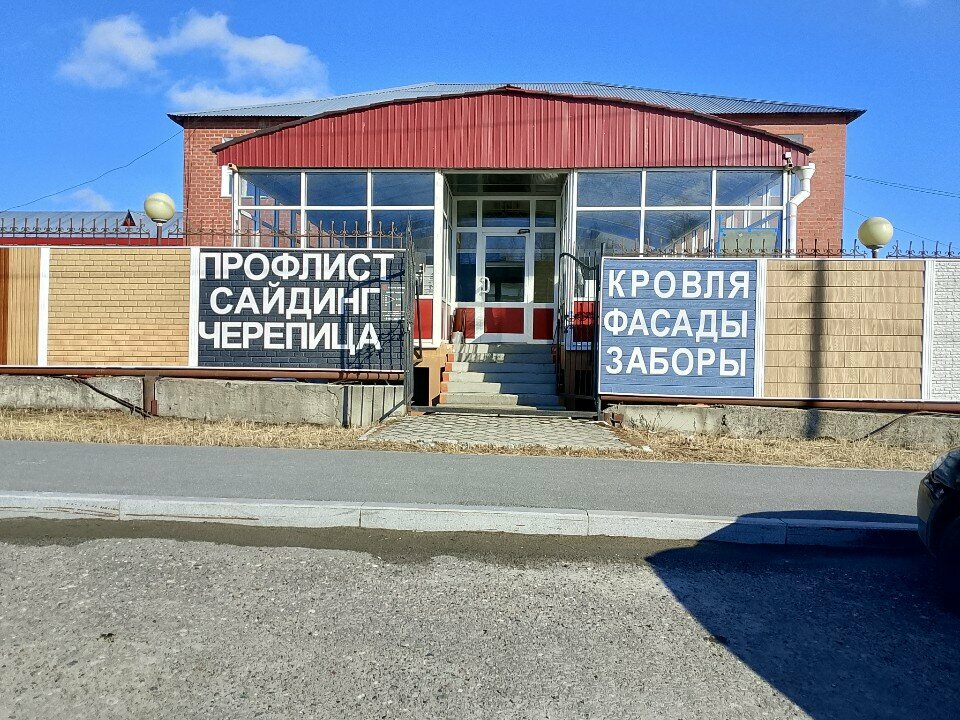 ПРОФЛИСТ
САЙДИНГ
ЧЕРЕПИЦА
КРОВЛЯ
ФАСАДЫ
ЗАБОРЫ